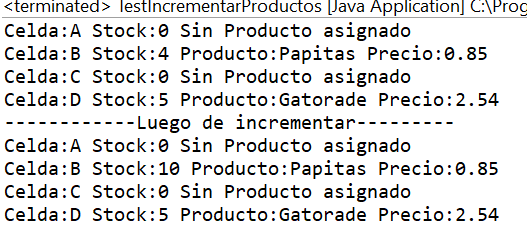 <terminated> TestIncrementarProductos [Java Application] C:\Prog
Celda:A Stock:0 Sin Producto asignado
Celda:B Stock:4 Producto:Papitas Precio:0.85
Celda:C Stock:0 Sin Producto asignado
Celda:D Stock:5 Producto:Gatorade Precio:2.54
------------Luego de incrementar---------
Celda:A Stock:0 Sin Producto asignado
Celda:B Stock:10 Producto:Papitas Precio:0.85
Celda:C Stock:0 Sin Producto asignado
Celda:D Stock:5 Producto:Gatorade Precio:2.54